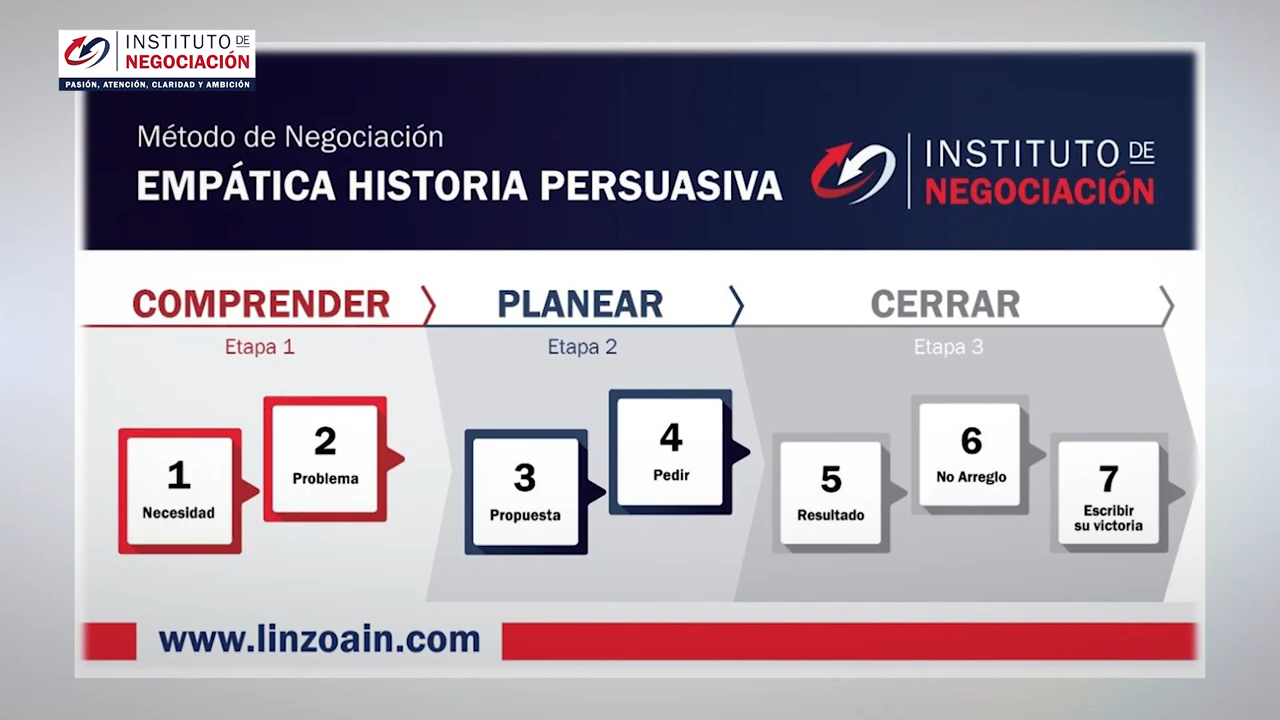 INSTITUTO DE
NEGOCIACIÓN
PASIÓN, ATENCIÓN, CLARIDAD Y AMBICIÓN
Método de Negociación
EMPÁTICA HISTORIA PERSUASIVA
INSTITUTO DE
NEGOCIACIÓN
COMPRENDER
Etapa 1
1
Necesidad
2
Problema
PLANEAR
Etapa 2
3
Propuesta
4
Pedir
CERRAR
Etapa 3
5
Resultado
6
No Arreglo
7
Escribir
su victoria
www.linzoain.com